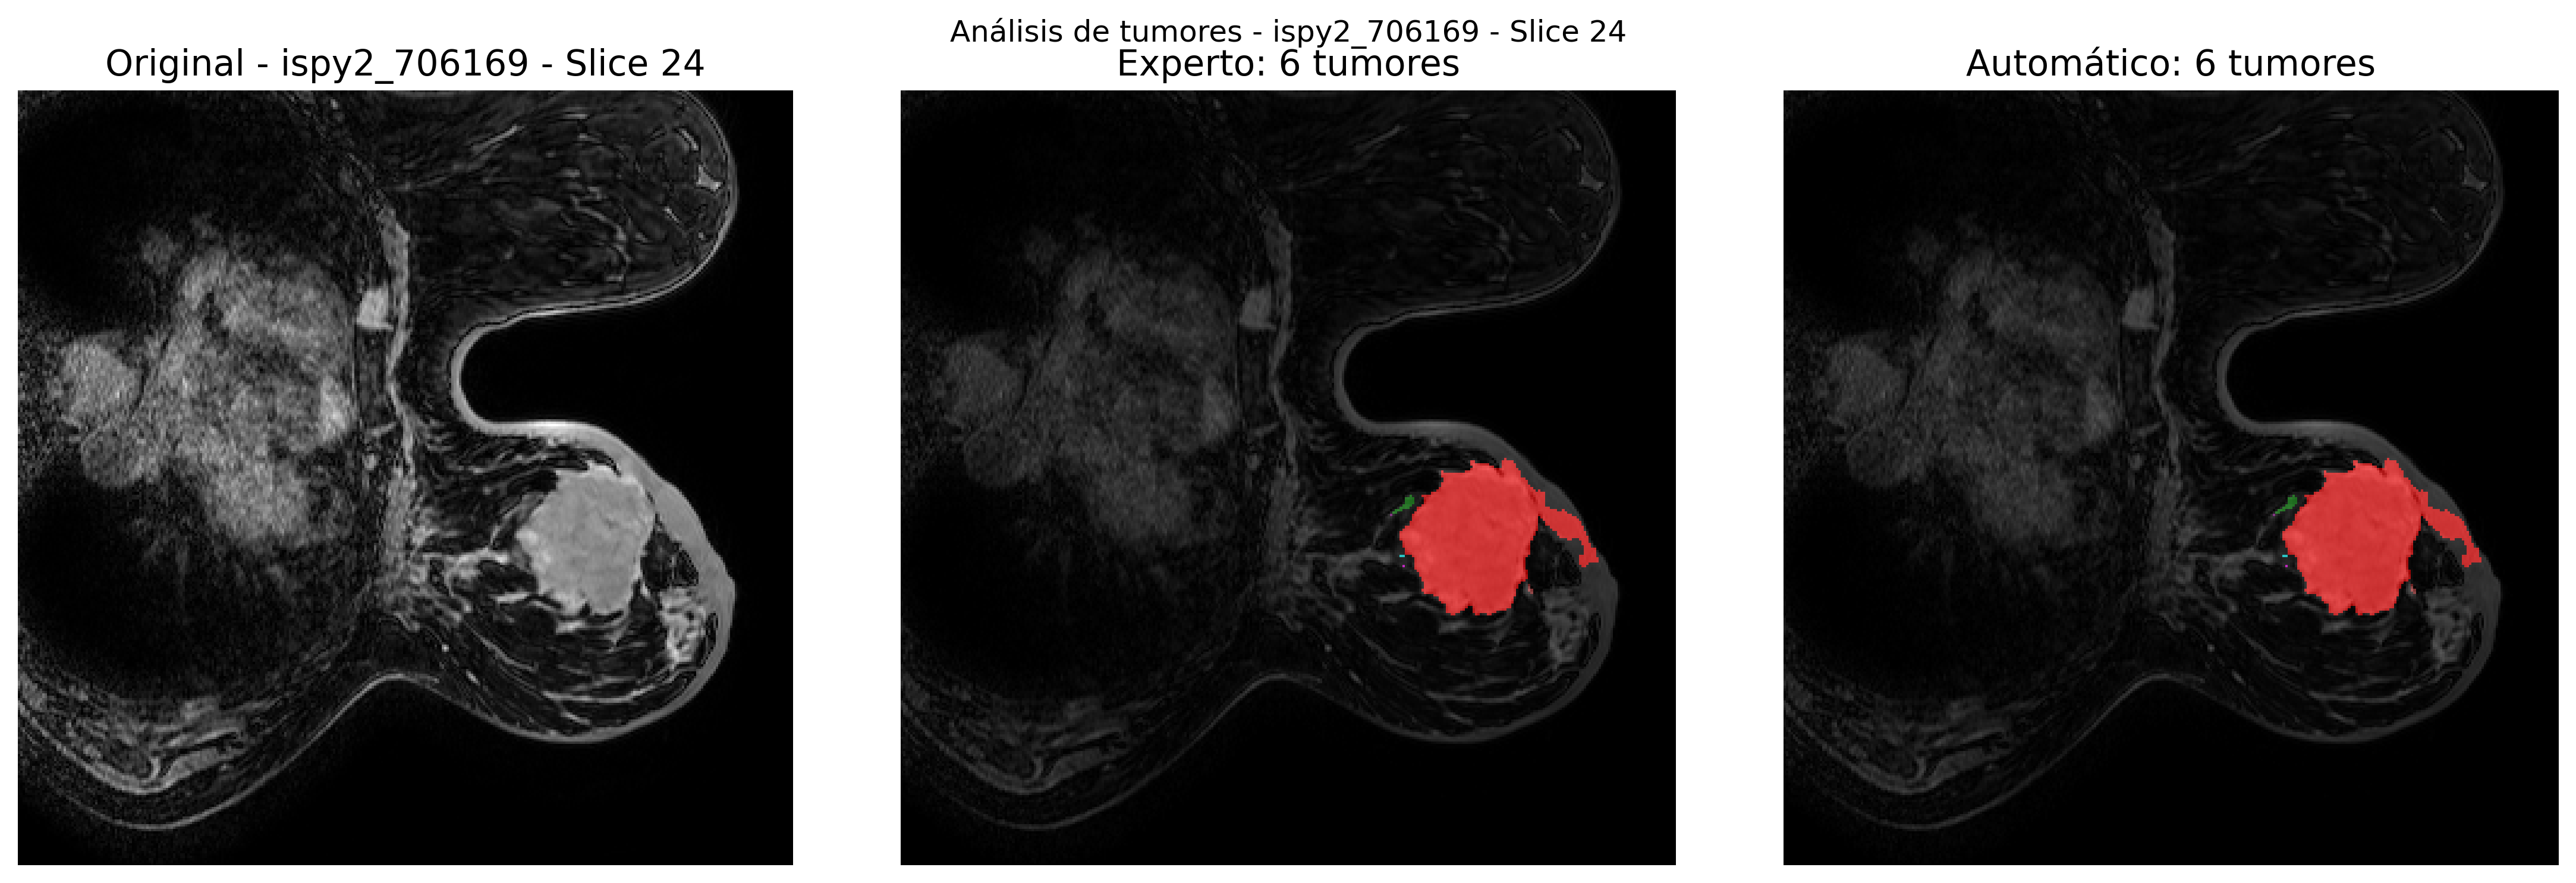 Análisis de tumores - ispy2_706169 - Slice 24
Original - ispy2_706169 - Slice 24
Experto: 6 tumores
Automático: 6 tumores